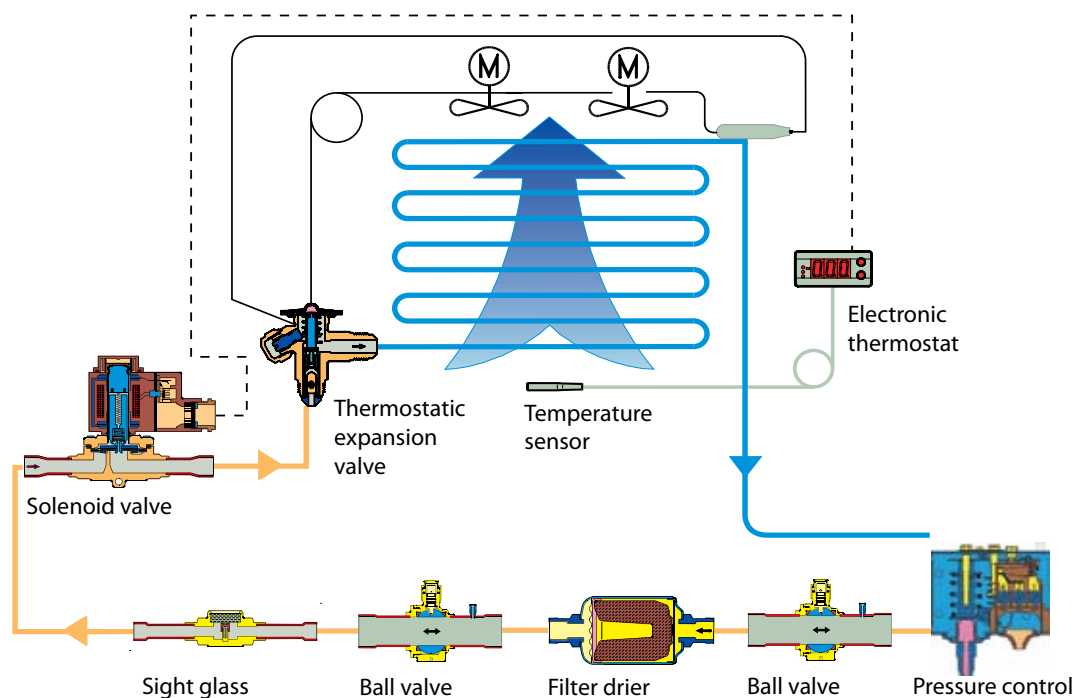 M
M
000
Electronic
thermostat
Thermostatic
expansion
valve
Temperature
sensor
Solenoid valve
Sight glass
Ball valve
Filter drier
Ball valve
Pressure control